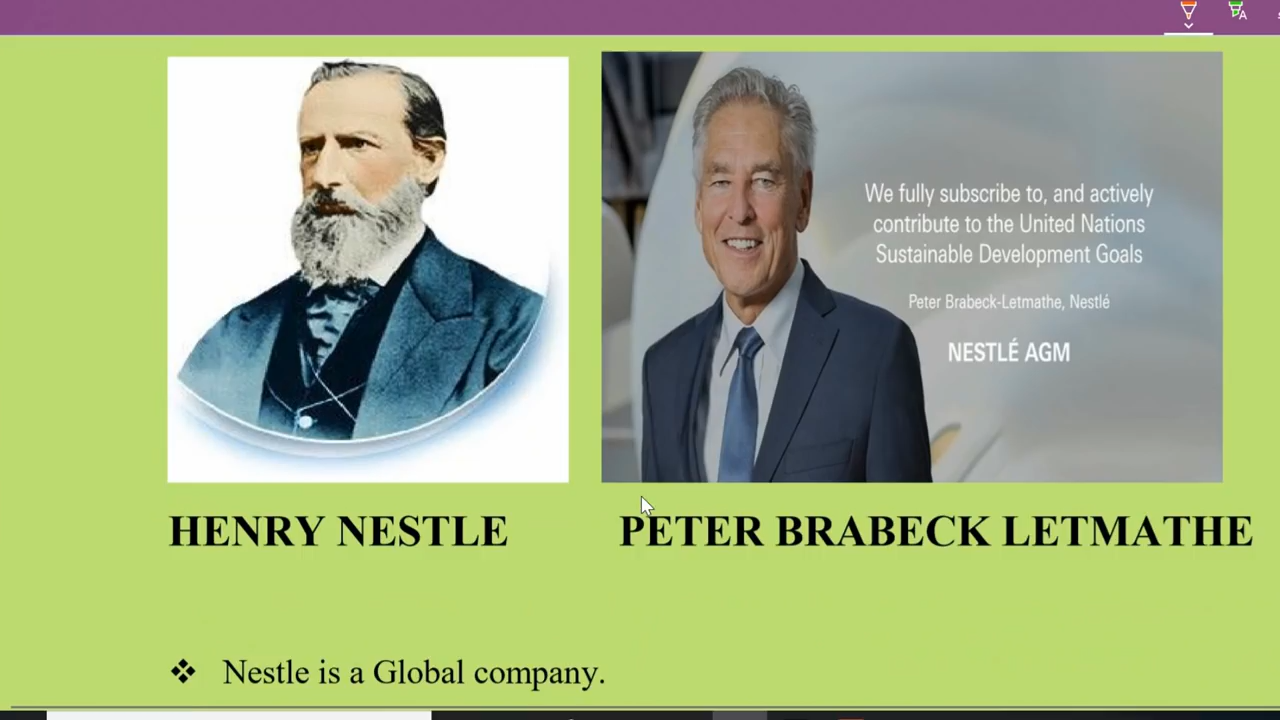 We fully subscribe to, and actively
contribute to the United Nations
Sustainable Development Goals
Peter Brabeck-Letmathe, Nestlé
NESTLÉ AGM
HENRY NESTLE
PETER BRABECK LETMATHE
❖ Nestle is a Global company.